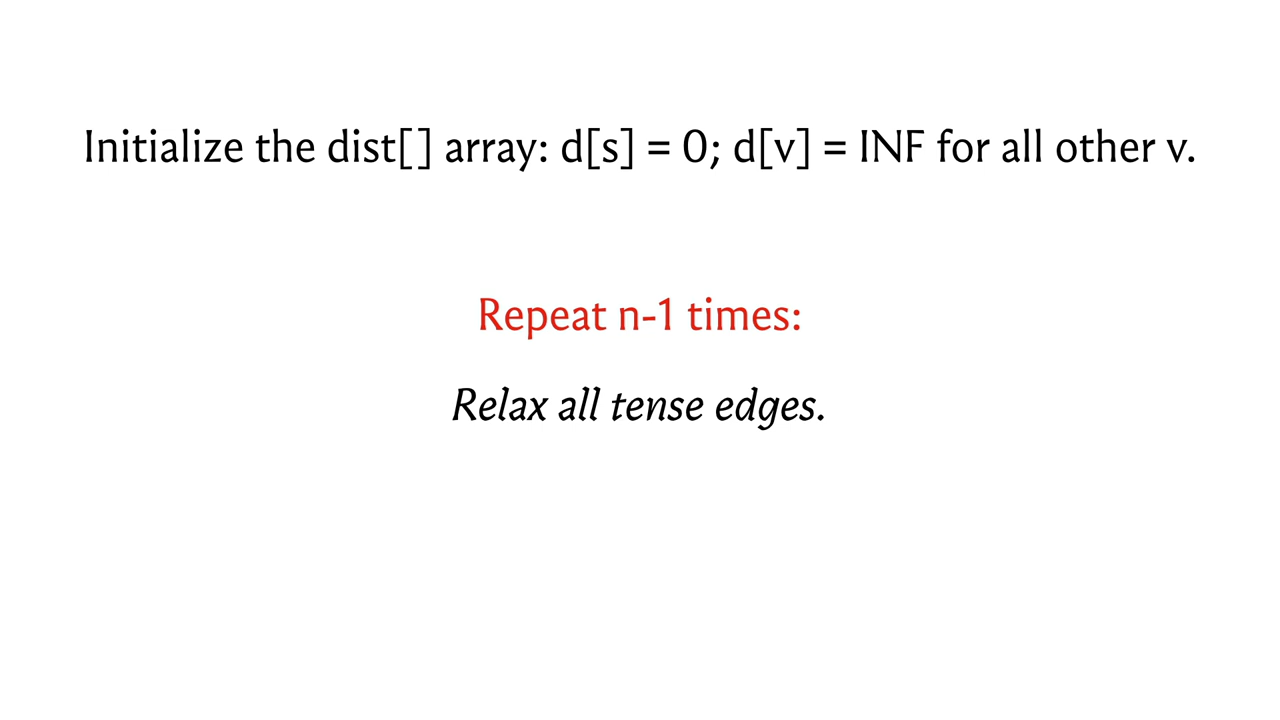 Initialize the dist[] array: d[s] = 0; d[v] = INF for all other v.
Repeat n-1 times:
Relax all tense edges.